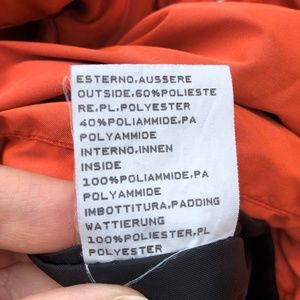 ESTERNO,AUSSERE
OUTSIDE,60%POLIESTE
RE,PL,POLYESTER
40%POLIAMMIDE,PA
POLYAMMIDE
INTERNO,INNEN
INSIDE
100%POLIAMMIDE,PA
POLYAMMIDE
IMBOTTITURA,PADDING
WATTIERUNG
100%POLIESTER,PL
POLYESTER